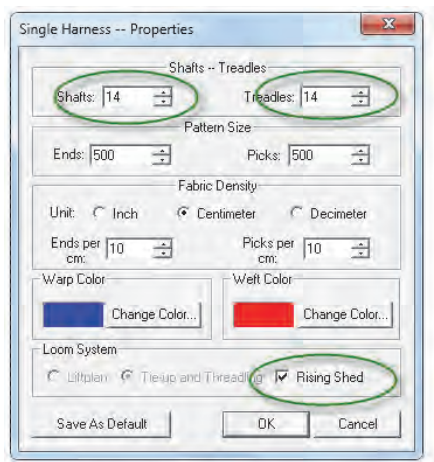 Single Harness -- Properties
Shafts -- Treadles
Shafts: 14 Treadles: 14
Pattern Size
Ends: 500 Picks: 500
Fabric Density
Unit: Inch Centimeter Decimeter
Ends per cm: 10 Picks per cm: 10
Warp Color Weft Color
Change Color... Change Color...
Loom System
Liftplan Tie-up and Threading Rising Shed
Save As Default OK Cancel